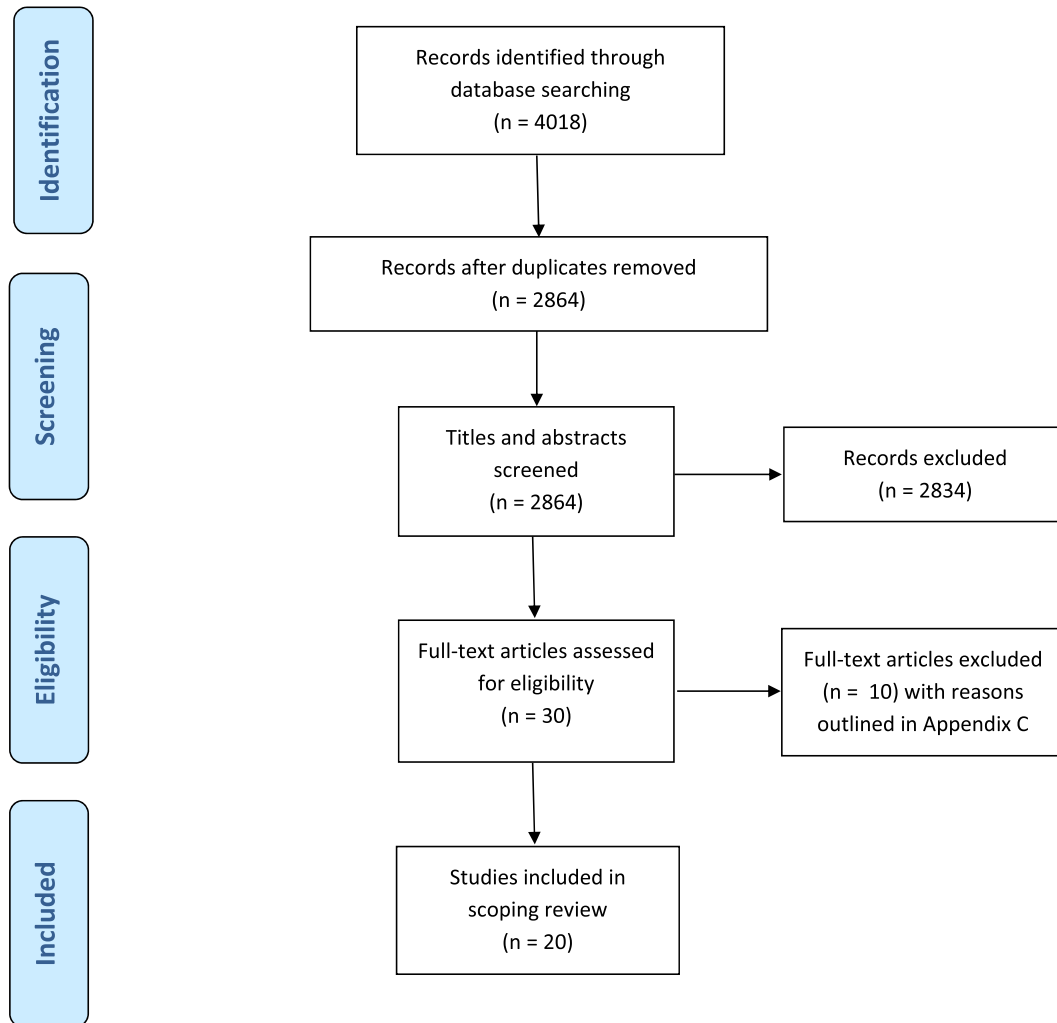 Identification
Records identified through
database searching
(n = 4018)
Records after duplicates removed
(n = 2864)
Screening
Titles and abstracts
screened
(n = 2864)
Records excluded
(n = 2834)
Eligibility
Full-text articles assessed
for eligibility
(n = 30)
Full-text articles excluded
(n =  10) with reasons
outlined in Appendix C
Included
Studies included in
scoping review
(n = 20)